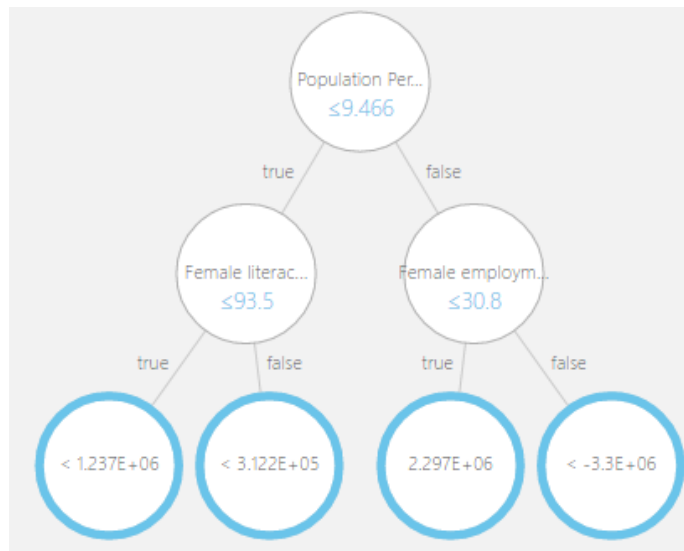 Population Per...
≤9.466
true
false
Female literac...
≤93.5
Female employm...
≤30.8
true
false
true
false
< 1.237E+06
< 3.122E+05
2.297E+06
< -3.3E+06